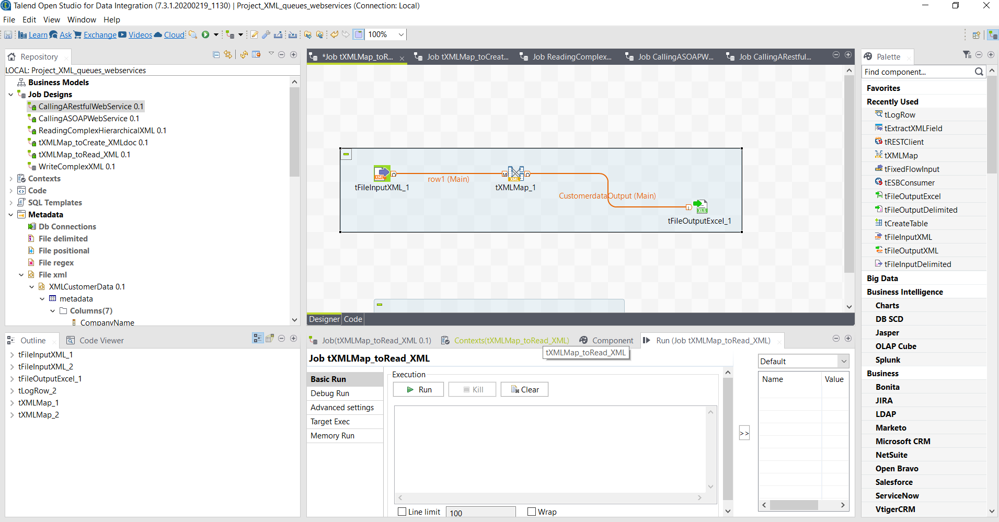 Talend Open Studio for Data Integration (7.3.1.20200219_1130) | Project_XML_queues_webservices (Connection: Local)
File Edit View Window Help
Learn Ask Exchange Videos Cloud 100%
Repository
LOCAL: Project_XML_queues_webservices
Business Models
Job Designs
CallingARestfulWebService 0.1
CallingASOAPWebService 0.1
ReadingComplexHierarchicalXML 0.1
tXMLMap_toCreate_XMLdoc 0.1
tXMLMap_toRead_XML 0.1
WriteComplexXML 0.1
Contexts
Code
SQL Templates
Metadata
Db Connections
File delimited
File positional
File regex
File xml
XMLCustomerData 0.1
metadata
Columns(7)
CompanyName
*Job tXMLMap_toR... Job tXMLMap_toCreat... Job ReadingComplex... Job CallingASOAPW... Job CallingARestful...
XML
tFileInputXML_1
row1 (Main)
M
XML
tXMLMap_1
CustomerdataOutput (Main)
XLS
tFileOutputExcel_1
Designer Code
Palette
Find component...
Favorites
Recently Used
tLogRow
tExtractXMLField
tRESTClient
tXMLMap
tFixedFlowInput
tESBConsumer
tFileOutputExcel
tFileOutputDelimited
tCreateTable
tFileInputXML
tFileOutputXML
tFileInputDelimited
Big Data
Business Intelligence
Charts
DB SCD
Jasper
OLAP Cube
Splunk
Business
Bonita
JIRA
LDAP
Marketo
Microsoft CRM
NetSuite
Open Bravo
Salesforce
ServiceNow
VtigerCRM
Outline Code Viewer
tFileInputXML_1
tFileInputXML_2
tFileOutputExcel_1
tLogRow_2
tXMLMap_1
tXMLMap_2
Job(tXMLMap_toRead_XML 0.1) Contexts(tXMLMap_toRead_XML) Component Run (Job tXMLMap_toRead_XML)
tXMLMap_toRead_XML
Job tXMLMap_toRead_XML
Basic Run
Debug Run
Advanced settings
Target Exec
Memory Run
Execution
Run Kill Clear
Line limit 100 Wrap
>>
Default
Name Value